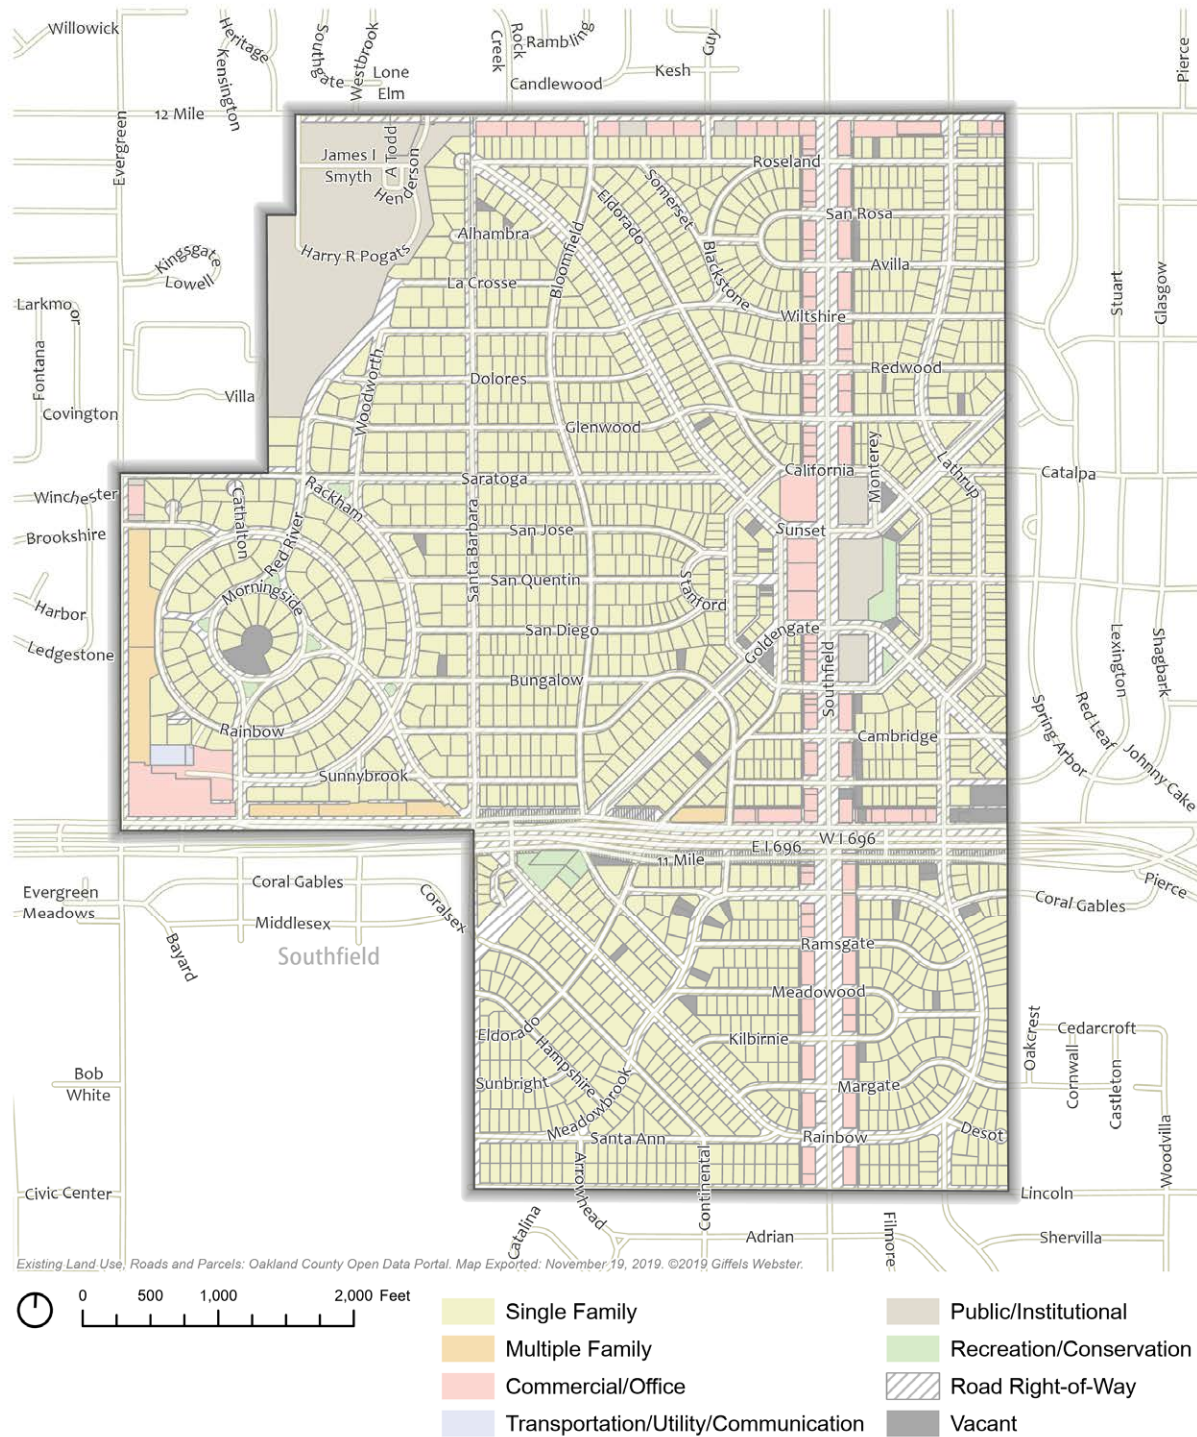 Willowick
Heritage
Kensington
Southgate
Westbrook
Lone
Elm
Rock
Creek
Rambling
Candlewood
Kesh
Guy
Pierce
12 Mile
Evergreen
James I
Smyth
A Todd
Henderson
Harry R Pogats
Roseland
Somerset
Eldorado
San Rosa
Alhambra
Bloomfield
Blackstone
Avilla
Kingsgate
Lowell
La Crosse
Stuart
Glasgow
Larkmoor
Wiltshire
Fontana
Woodworth
Dolores
Redwood
Villa
Covington
Glenwood
Monterey
Lathrup
California
Catalpa
Saratoga
Winchester
Cathalton
Rackham
Brookshire
Red River
Santa Barbara
San Jose
Sunset
San Quentin
Stanford
Morningside
Harbor
San Diego
Ledgestone
Goldengate
Southfield
Lexington
Shagbark
Bungalow
Rainbow
Cambridge
Spring Arbor
Red Leaf
Johnny Cake
Sunnybrook
E I 696
W I 696
11 Mile
Pierce
Evergreen
Meadows
Coral Gables
Coralsex
Coral Gables
Middlesex
Bayard
Southfield
Ramsgate
Meadowood
Eldorado
Hampshire
Kilbirnie
Oakcrest
Cedarcroft
Cornwall
Castleton
Bob
White
Sunbright
Meadowbrook
Margate
Woodvilla
Santa Ann
Rainbow
Desot
Arrowhead
Continental
Civic Center
Lincoln
Catalina
Adrian
Filmore
Shervilla
Existing Land Use, Roads and Parcels: Oakland County Open Data Portal. Map Exported: November 19, 2019. ©2019 Giffels Webster.
0 500 1,000 2,000 Feet
Single Family
Multiple Family
Commercial/Office
Transportation/Utility/Communication
Public/Institutional
Recreation/Conservation
Road Right-of-Way
Vacant